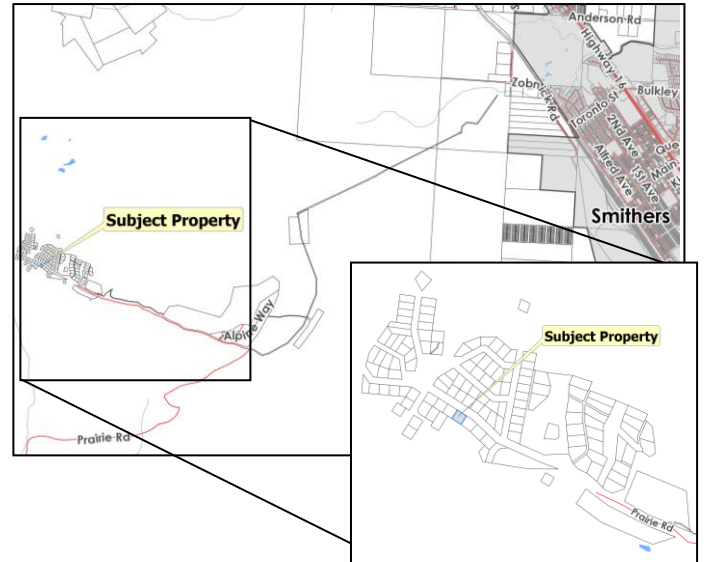 Anderson Rd
Highway 16
Zobnick Rd
Bulkley
Toronto St
2Nd Ave
Alfred Ave
1St Ave
Main
Smithers
Subject Property
Alpine Way
Prairie Rd
Subject Property
Prairie Rd